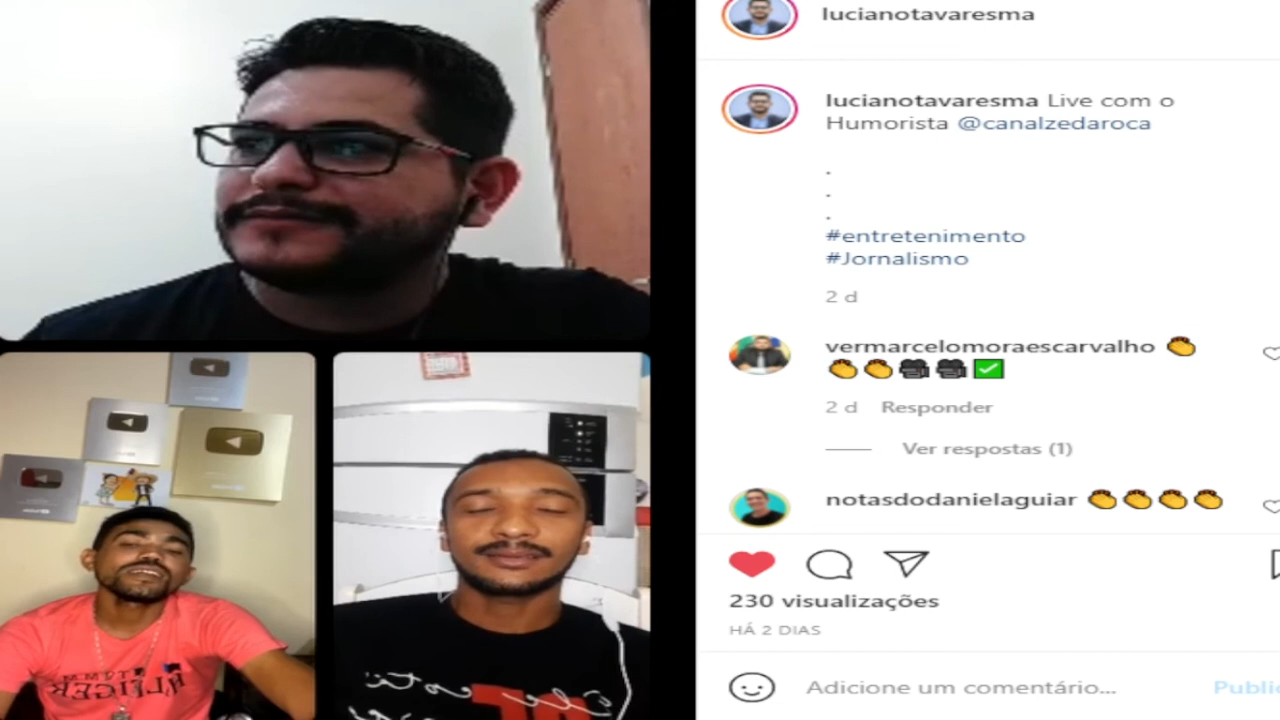 lucianotavaresma
lucianotavaresma Live com o
Humorista @canalzedaroca
.
.
.
#entretenimento
#Jornalismo
2 d
vermarcelomoraescarvalho 👏
👏👏🎥🎥✅
2 d Responder
Ver respostas (1)
notasdodanielaguiar 👏👏👏👏
230 visualizações
HÁ 2 DIAS
Adicione um comentário...